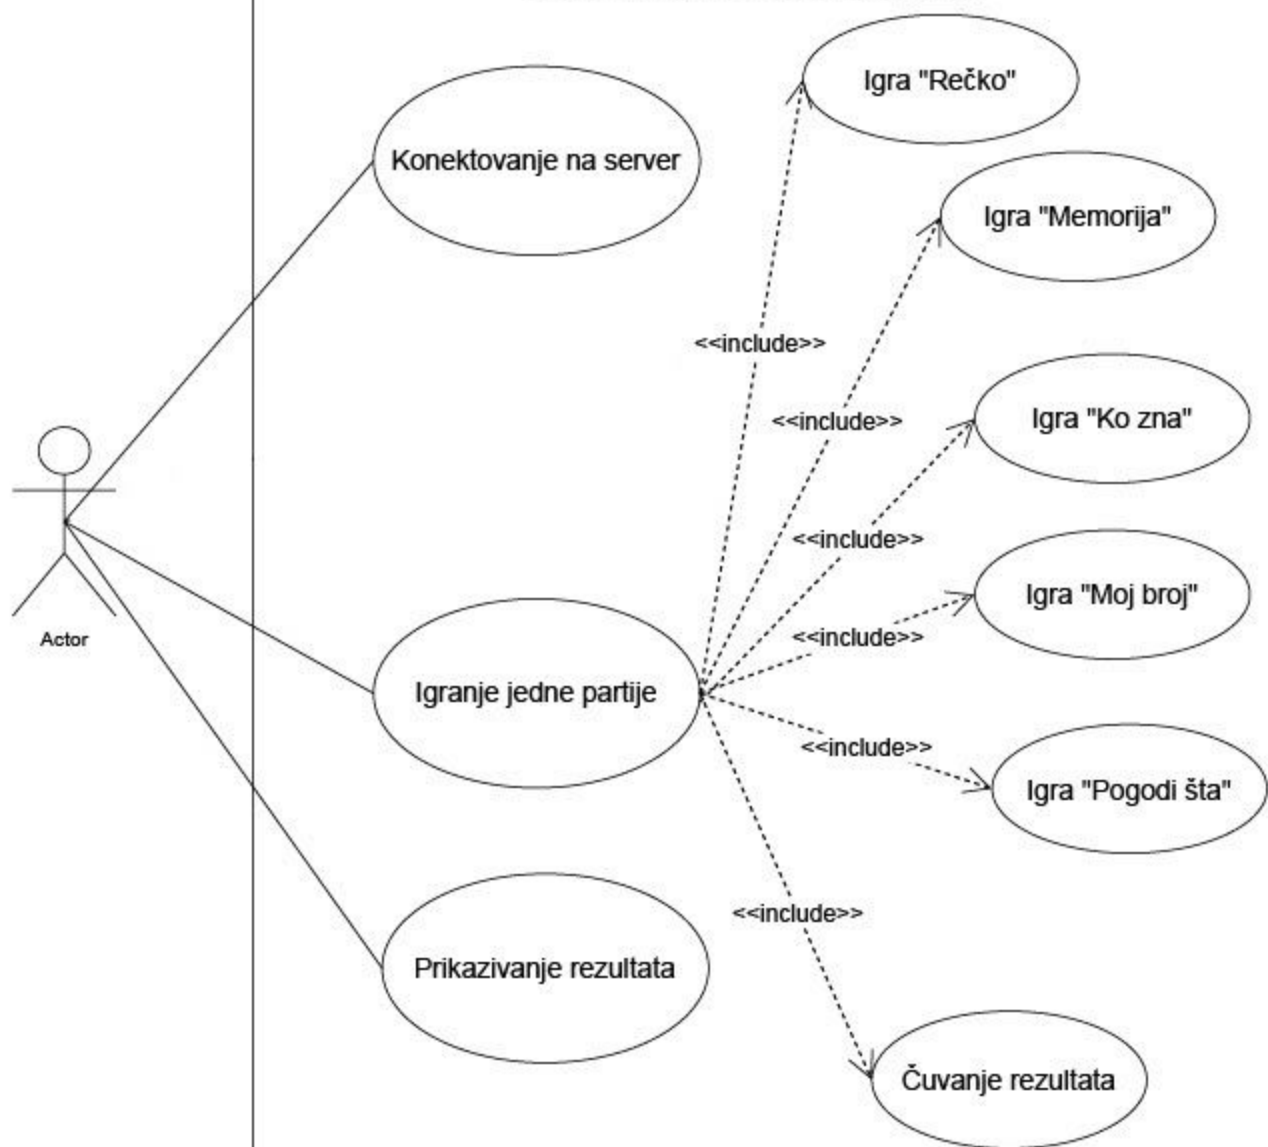 Igra "Rečko"
Konektovanje na server
Igra "Memorija"
<<include>>
<<include>>
Igra "Ko zna"
<<include>>
Igra "Moj broj"
<<include>>
Actor
Igranje jedne partije
<<include>>
Igra "Pogodi šta"
<<include>>
Prikazivanje rezultata
Čuvanje rezultata